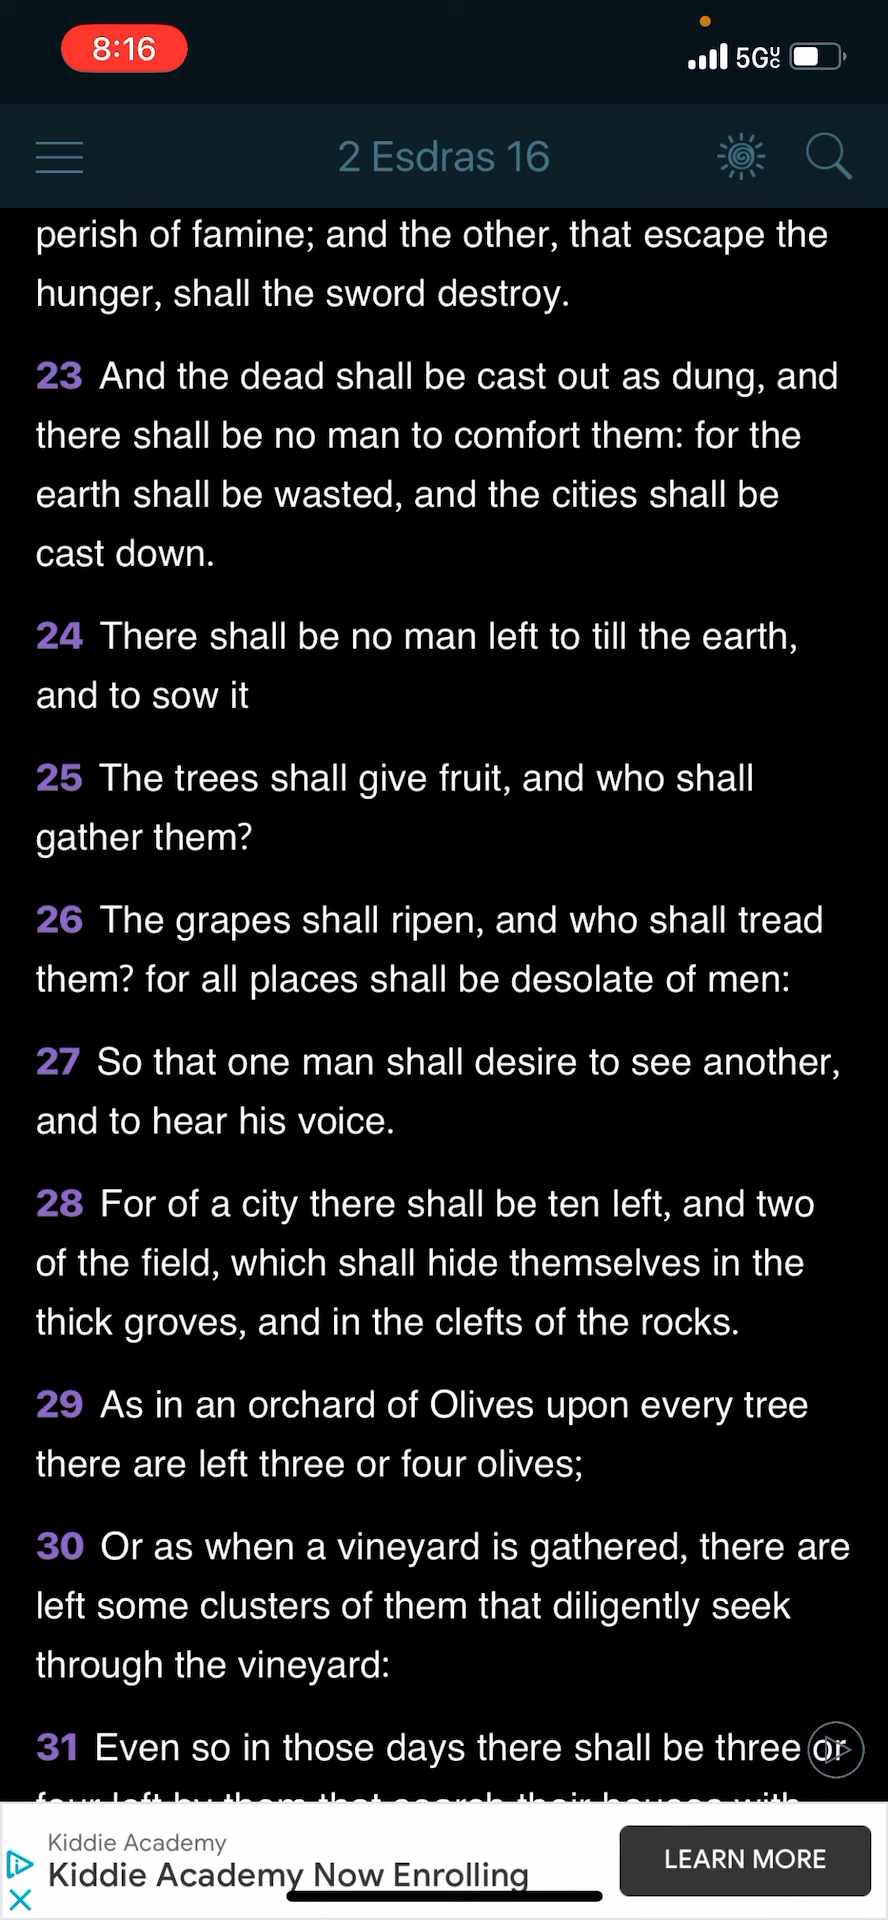 8:16
5G
2 Esdras 16
perish of famine; and the other, that escape the
hunger, shall the sword destroy.
23 And the dead shall be cast out as dung, and
there shall be no man to comfort them: for the
earth shall be wasted, and the cities shall be
cast down.
24 There shall be no man left to till the earth,
and to sow it
25 The trees shall give fruit, and who shall
gather them?
26 The grapes shall ripen, and who shall tread
them? for all places shall be desolate of men:
27 So that one man shall desire to see another,
and to hear his voice.
28 For of a city there shall be ten left, and two
of the field, which shall hide themselves in the
thick groves, and in the clefts of the rocks.
29 As in an orchard of Olives upon every tree
there are left three or four olives;
30 Or as when a vineyard is gathered, there are
left some clusters of them that diligently seek
through the vineyard:
31 Even so in those days there shall be three or
four left by them that search their houses with
Kiddie Academy
Kiddie Academy Now Enrolling
LEARN MORE